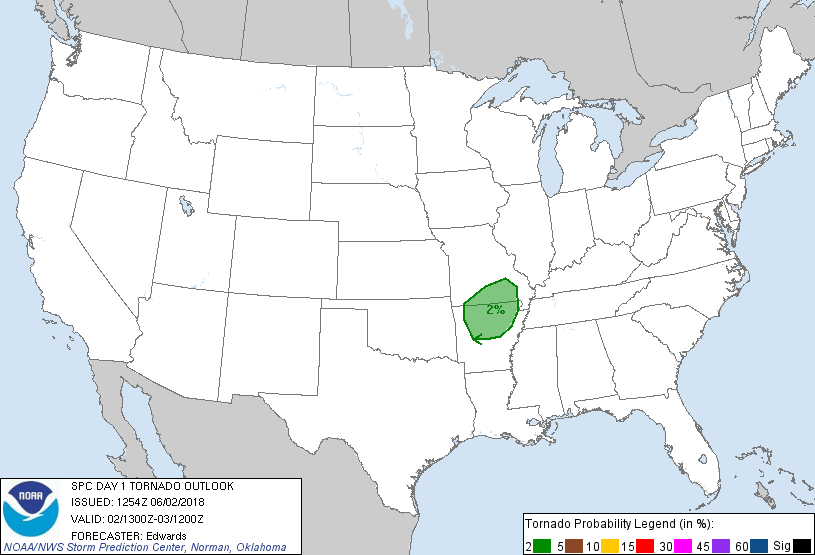 2%
SPC DAY 1 TORNADO OUTLOOK
ISSUED: 1254Z 06/02/2018
VALID: 02/1300Z-03/1200Z
FORECASTER: Edwards
NOAA/NWS Storm Prediction Center, Norman, Oklahoma
NOAA
Tornado Probability Legend (in %):
2 5 10 15 30 45 60 Sig